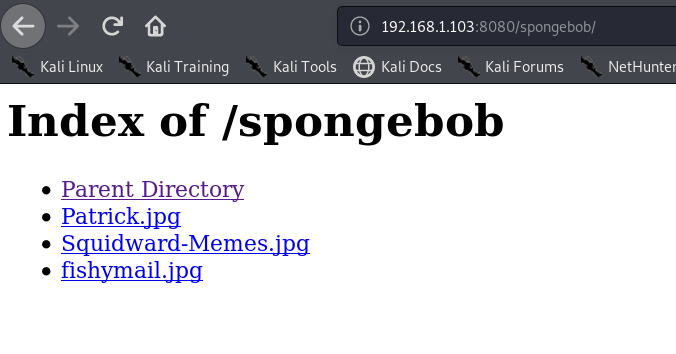 192.168.1.103:8080/spongebob/
Kali Linux Kali Training Kali Tools Kali Docs Kali Forums NetHunter
Index of /spongebob
Parent Directory
Patrick.jpg
Squidward-Memes.jpg
fishymail.jpg